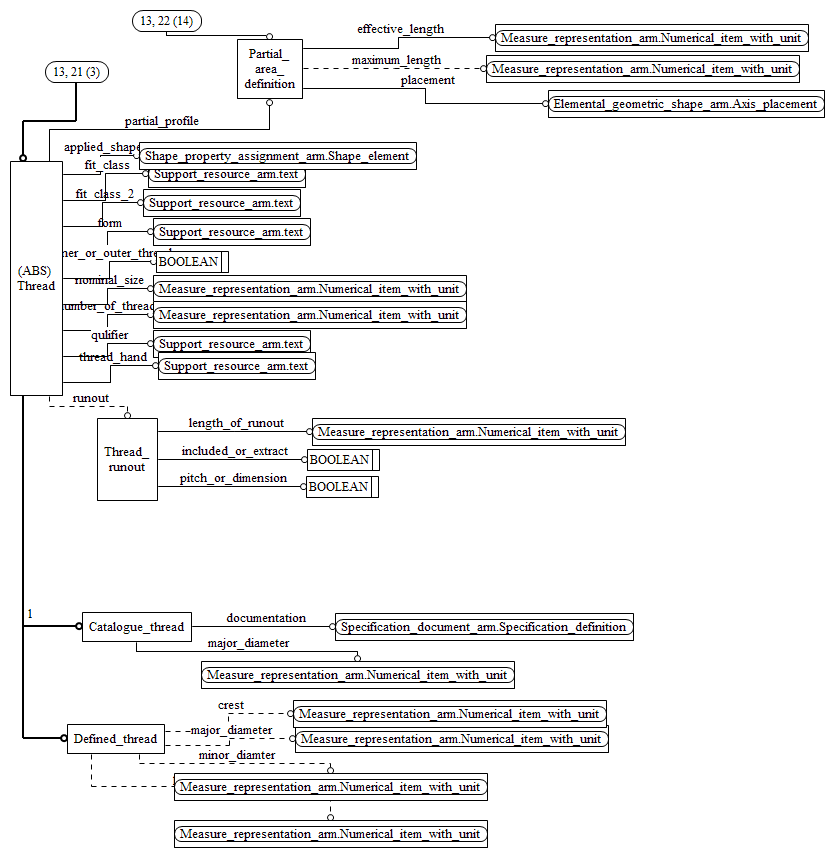 13, 22 (14)
effective_length
Measure_representation_arm.Numerical_item_with_unit
Partial_
area_
definition
maximum_length
Measure_representation_arm.Numerical_item_with_unit
13, 21 (3)
placement
Elemental_geometric_shape_arm.Axis_placement
partial_profile
applied_shape
Shape_property_assignment_arm.Shape_element
fit_class
Support_resource_arm.text
fit_class_2
Support_resource_arm.text
form
Support_resource_arm.text
ner_or_outer_thre
BOOLEAN
(ABS)
Thread
nominal_size
Measure_representation_arm.Numerical_item_with_unit
umber_of_thread
Measure_representation_arm.Numerical_item_with_unit
qulifier
Support_resource_arm.text
thread_hand
Support_resource_arm.text
runout
length_of_runout
Measure_representation_arm.Numerical_item_with_unit
Thread_
runout
included_or_extract
BOOLEAN
pitch_or_dimension
BOOLEAN
1
Catalogue_thread
documentation
Specification_document_arm.Specification_definition
major_diameter
Measure_representation_arm.Numerical_item_with_unit
crest
Measure_representation_arm.Numerical_item_with_unit
Defined_thread
major_diameter
Measure_representation_arm.Numerical_item_with_unit
minor_diamter
Measure_representation_arm.Numerical_item_with_unit
Measure_representation_arm.Numerical_item_with_unit